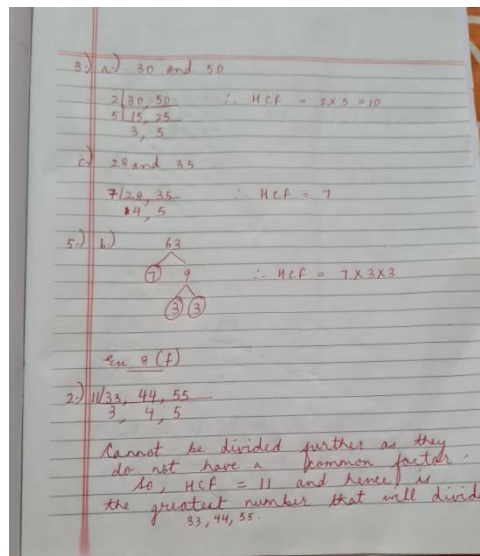 3.) a.) 30 and 50
2|30, 50 ∴ HCF = 2×5 = 10
5|15, 25
3, 5
c.) 28 and 35
7|28, 35 ∴ HCF = 7
4, 5
5.) b.) 63
7 9 ∴ HCF = 7×3×3
3 3
Ex 8 (f)
2.) 11|33, 44, 55
3, 4, 5
Cannot be divided further as they
do not have a common factor.
So, HCF = 11 and hence is
the greatest number that will divide
33, 44, 55.